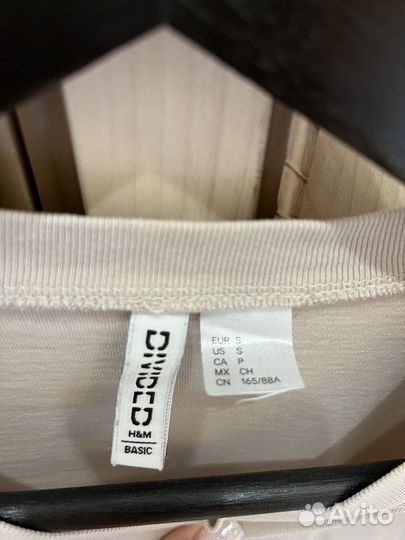 DIVIDED
H&M
BASIC
EUR S
US S
CA P
MX CH
CN 165/88A
Avito